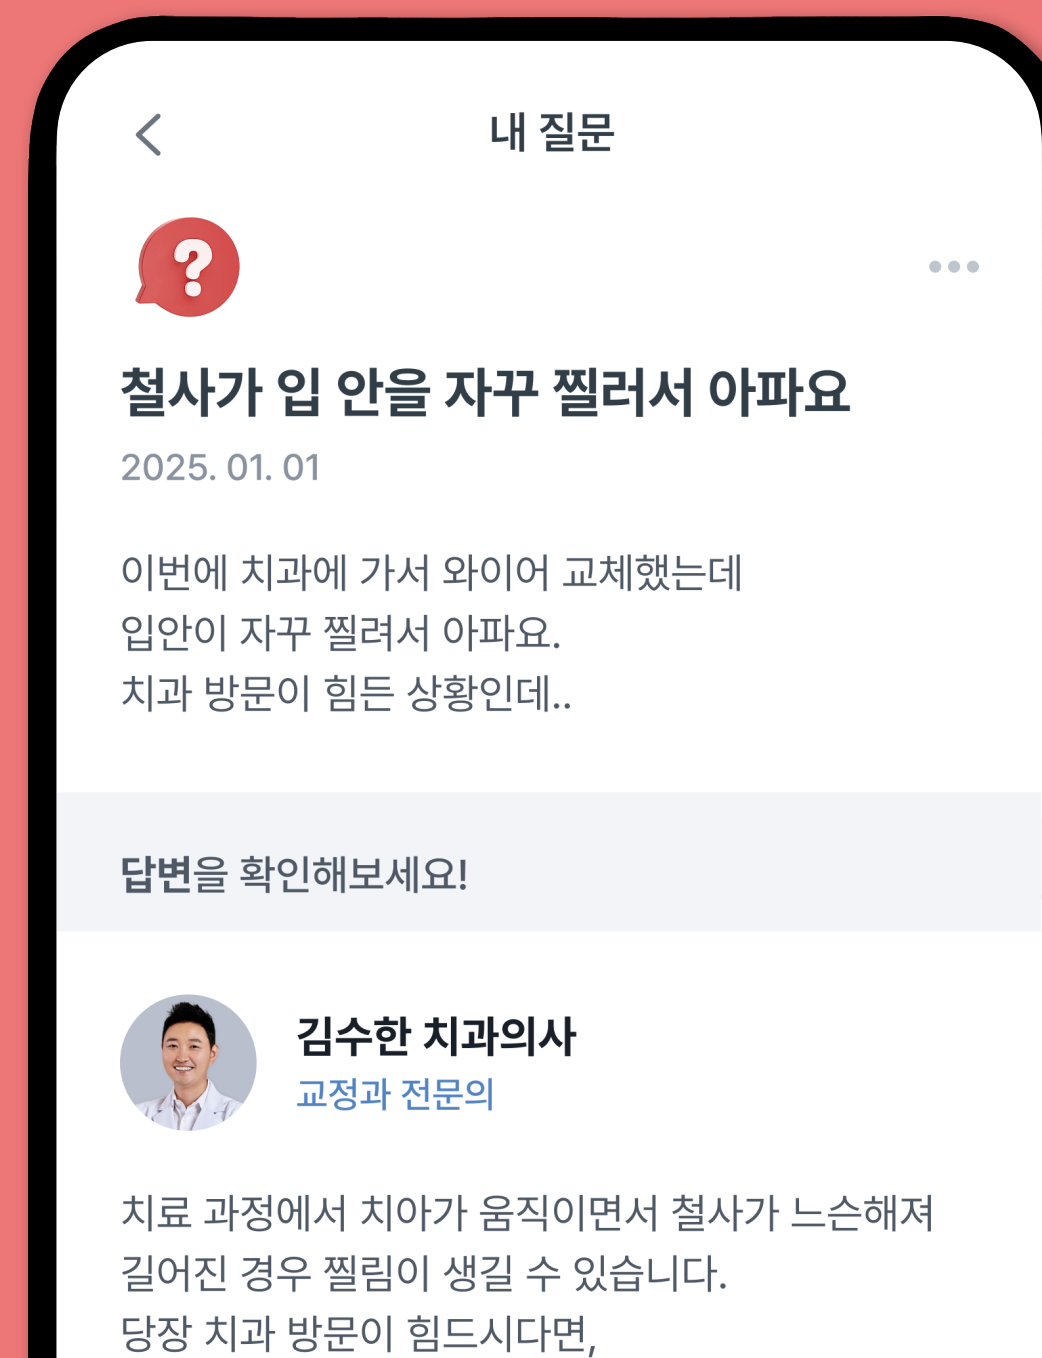 내 질문
?
철사가 입 안을 자꾸 찔러서 아파요
2025. 01. 01
이번에 치과에 가서 와이어 교체했는데
입안이 자꾸 찔려서 아파요.
치과 방문이 힘든 상황인데..
답변을 확인해보세요!
김수한 치과의사
교정과 전문의
치료 과정에서 치아가 움직이면서 철사가 느슨해져
길어진 경우 찔림이 생길 수 있습니다.
당장 치과 방문이 힘드시다면,